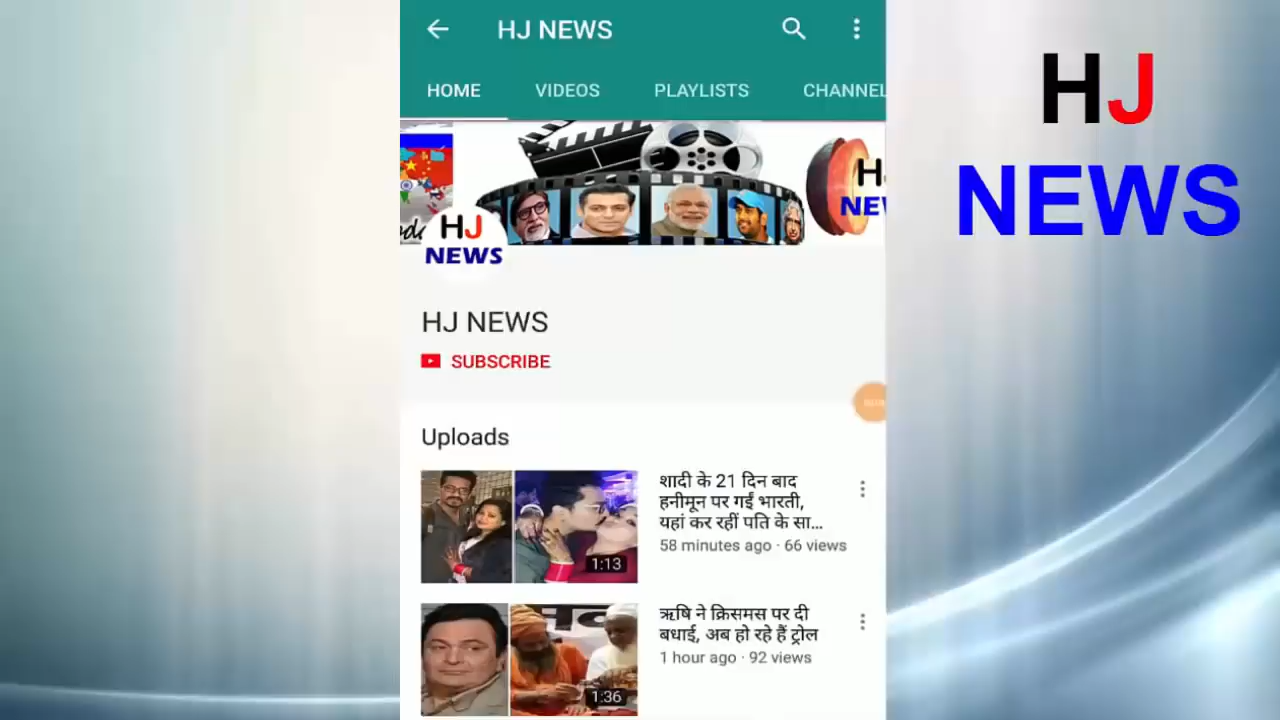 HJ NEWS
HOME VIDEOS PLAYLISTS CHANNEL
HJ
NEWS
HJ
NEWS
HJ NEWS
SUBSCRIBE
Uploads
शादी के 21 दिन बाद
हनीमून पर गईं भारती,
यहां कर रहीं पति के सा...
58 minutes ago · 66 views
1:13
ऋषि ने क्रिसमस पर दी
बधाई, अब हो रहे हैं ट्रोल
1 hour ago · 92 views
1:36